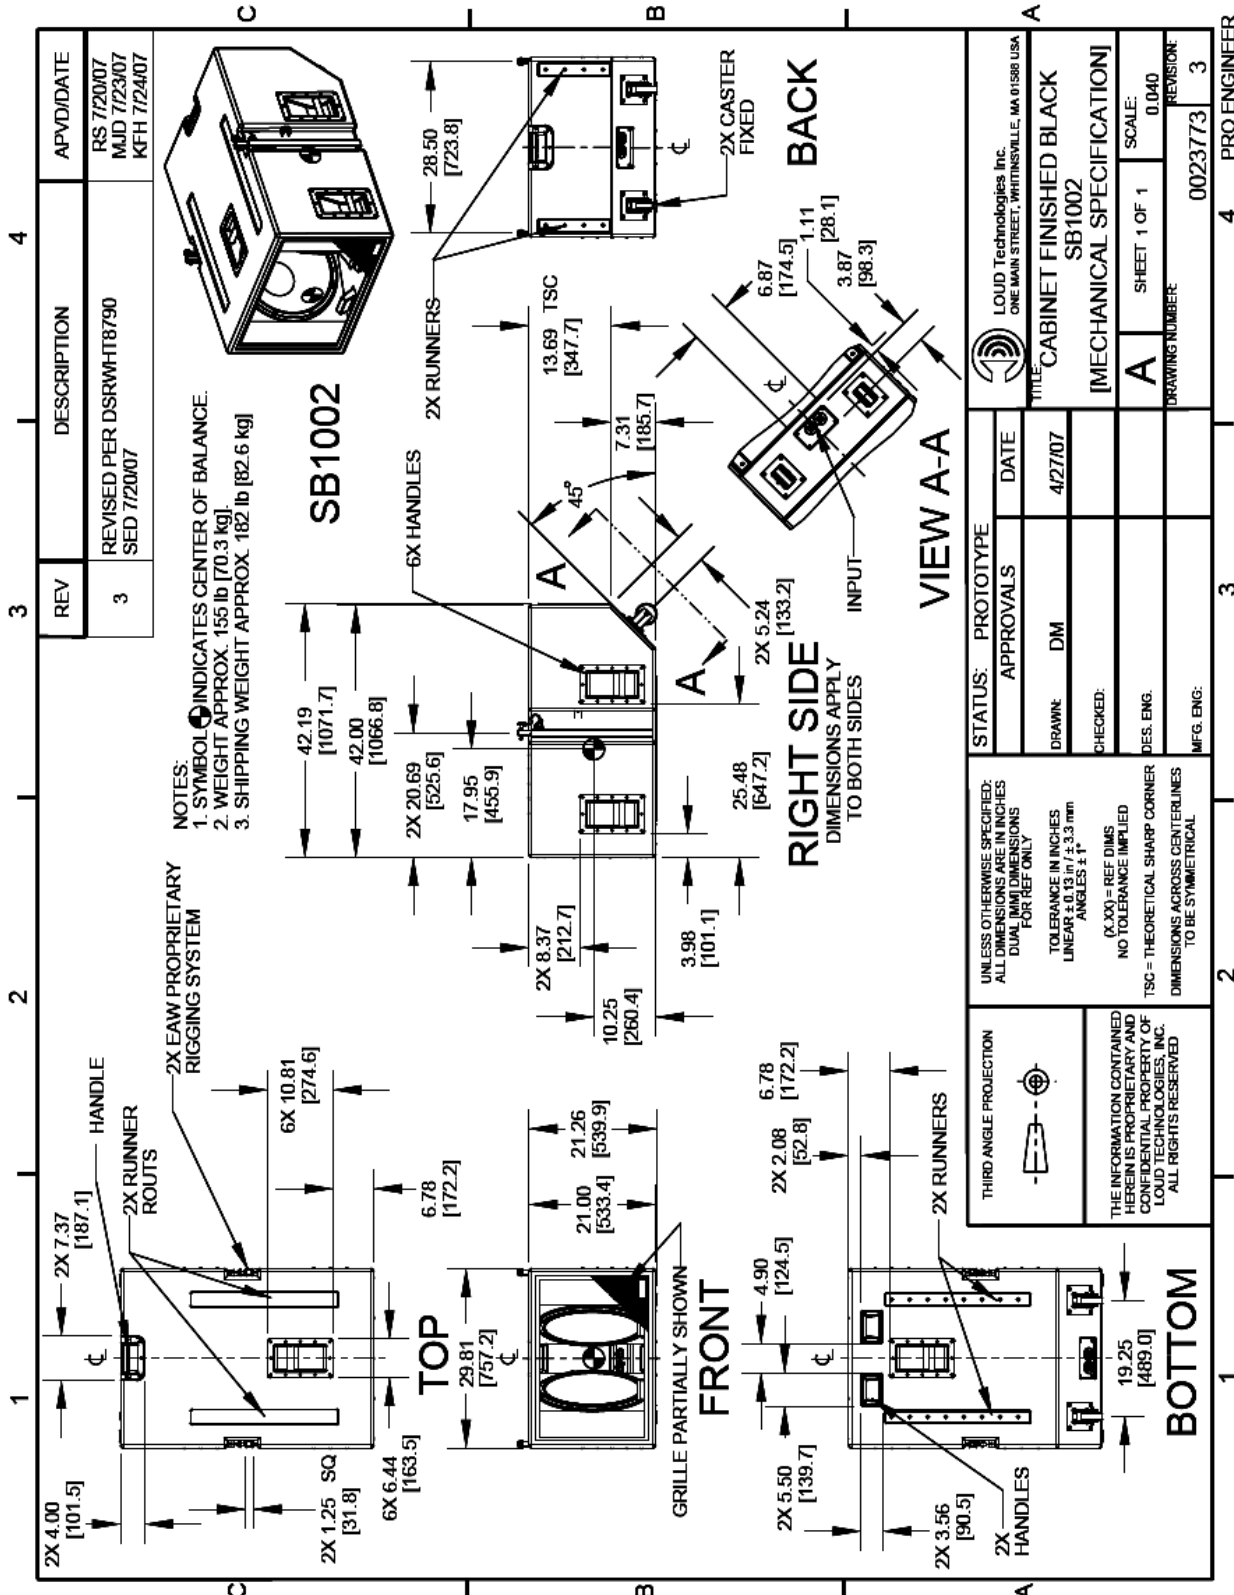 1
2
3
4
C
B
A
C
B
A
REV
DESCRIPTION
APVD/DATE
3
REVISED PER DSRWHT8790
SED 7/20/07
RS 7/20/07
MJD 7/23/07
KFH 7/24/07
NOTES:
1. SYMBOL INDICATES CENTER OF BALANCE.
2. WEIGHT APPROX. 155 lb [70.3 kg].
3. SHIPPING WEIGHT APPROX. 182 lb [82.6 kg]
SB1002
2X 4.00
[101.5]
2X 7.37
[187.1]
HANDLE
2X RUNNER
ROUTS
2X EAW PROPRIETARY
RIGGING SYSTEM
6X 10.81
[274.6]
6.78
[172.2]
2X 1.25 SQ
[31.8]
6X 6.44
[163.5]
TOP
29.81
[757.2]
21.00
[533.4]
21.26
[539.9]
GRILLE PARTIALLY SHOWN
FRONT
42.19
[1071.7]
42.00
[1066.8]
2X 20.69
[525.6]
17.95
[455.9]
6X HANDLES
2X 8.37
[212.7]
10.25
[260.4]
3.98
[101.1]
25.48
[647.2]
2X 5.24
[133.2]
45°
A
A
7.31
[185.7]
13.69 TSC
[347.7]
RIGHT SIDE
DIMENSIONS APPLY
TO BOTH SIDES
2X RUNNERS
28.50
[723.8]
2X CASTER
FIXED
BACK
6.87
[174.5]
1.11
[28.1]
3.87
[98.3]
INPUT
VIEW A-A
4.90
[124.5]
2X 5.50
[139.7]
2X 3.56
[90.5]
2X
HANDLES
2X 2.08
[52.8]
6.78
[172.2]
2X RUNNERS
19.25
[489.0]
BOTTOM
THIRD ANGLE PROJECTION
THE INFORMATION CONTAINED
HEREIN IS PROPRIETARY AND
CONFIDENTIAL PROPERTY OF
LOUD TECHNOLOGIES, INC.
ALL RIGHTS RESERVED
UNLESS OTHERWISE SPECIFIED:
ALL DIMENSIONS ARE IN INCHES
DUAL [MM] DIMENSIONS
FOR REF ONLY
TOLERANCE IN INCHES
LINEAR ± 0.13 in / ± 3.3 mm
ANGLES ± 1°
(X.XX) = REF DIMS
NO TOLERANCE IMPLIED
TSC = THEORETICAL SHARP CORNER
DIMENSIONS ACROSS CENTERLINES
TO BE SYMMETRICAL
STATUS: PROTOTYPE
APPROVALS
DATE
DRAWN: DM
4/27/07
CHECKED:
DES. ENG.
MFG. ENG:
LOUD Technologies Inc.
ONE MAIN STREET, WHITINSVILLE, MA 01588 USA
TITLE:
CABINET FINISHED BLACK
SB1002
[MECHANICAL SPECIFICATION]
A
SHEET 1 OF 1
SCALE:
0.040
DRAWING NUMBER:
0023773
REVISION:
3
1
2
3
4
PRO ENGINEER